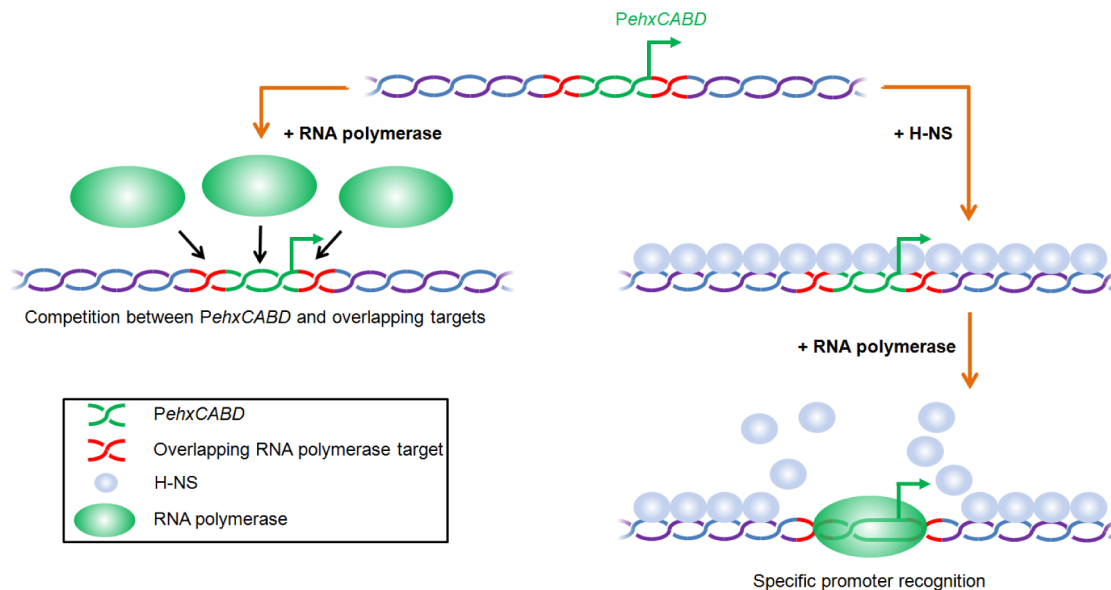 PehxCABD
+ RNA polymerase
+ H-NS
Competition between PehxCABD and overlapping targets
+ RNA polymerase
PehxCABD
Overlapping RNA polymerase target
H-NS
RNA polymerase
Specific promoter recognition